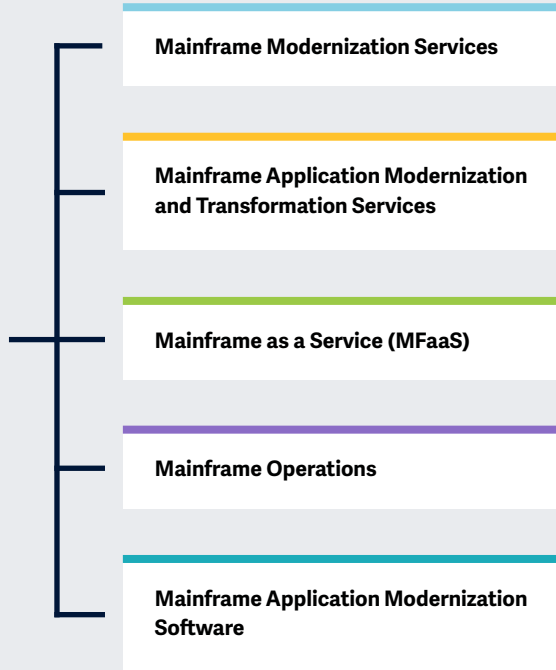 Mainframe Modernization Services
Mainframe Application Modernization
and Transformation Services
Mainframe as a Service (MFaaS)
Mainframe Operations
Mainframe Application Modernization
Software